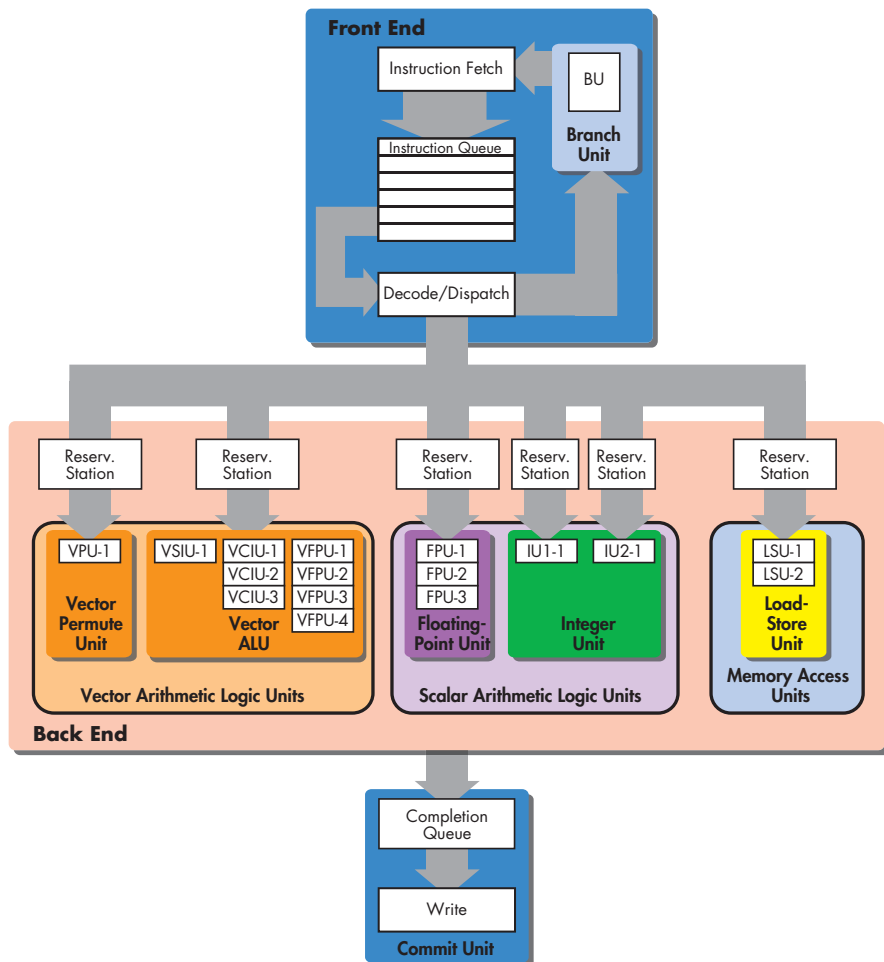 Front End
Instruction Fetch
BU
Branch
Unit
Instruction Queue
Decode/Dispatch
Reserv.
Station
Reserv.
Station
Reserv.
Station
Reserv.
Station
Reserv.
Station
Reserv.
Station
VPU-1
Vector
Permute
Unit
VSIU-1
VCIU-1
VCIU-2
VCIU-3
VFPU-1
VFPU-2
VFPU-3
VFPU-4
Vector
ALU
Vector Arithmetic Logic Units
FPU-1
FPU-2
FPU-3
Floating-
Point Unit
IU1-1
IU2-1
Integer
Unit
Scalar Arithmetic Logic Units
LSU-1
LSU-2
Load-
Store
Unit
Memory Access
Units
Back End
Completion
Queue
Write
Commit Unit